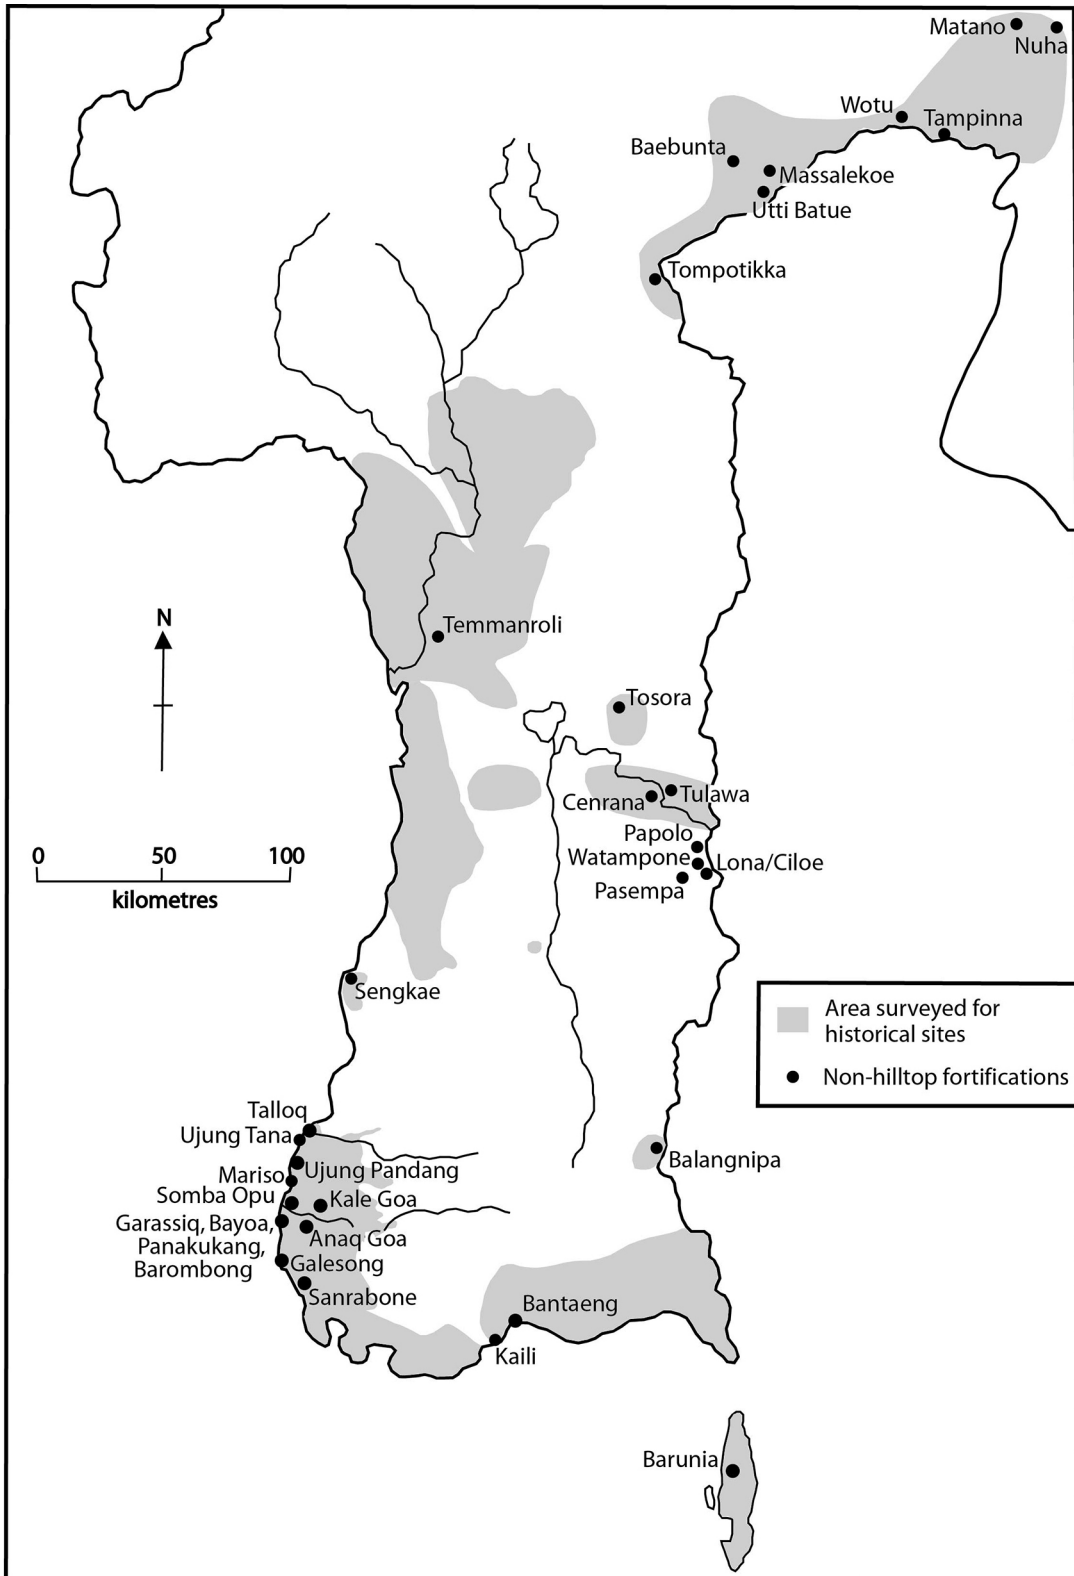 Matano
Nuha
Wotu
Tampinna
Baebunta
Massalekoe
Utti Batue
Tompotikka
N
Temmanroli
Tosora
Tulawa
Cenrana
Papolo
Watampone
Lona/Ciloe
Pasempa
0 50 100
kilometres
Sengkae
Area surveyed for
historical sites
Non-hilltop fortifications
Talloq
Ujung Tana
Ujung Pandang
Mariso
Somba Opu
Kale Goa
Garassiq, Bayoa,
Panakukang,
Barombong
Anaq Goa
Galesong
Sanrabone
Balangnipa
Bantaeng
Kaili
Barunia